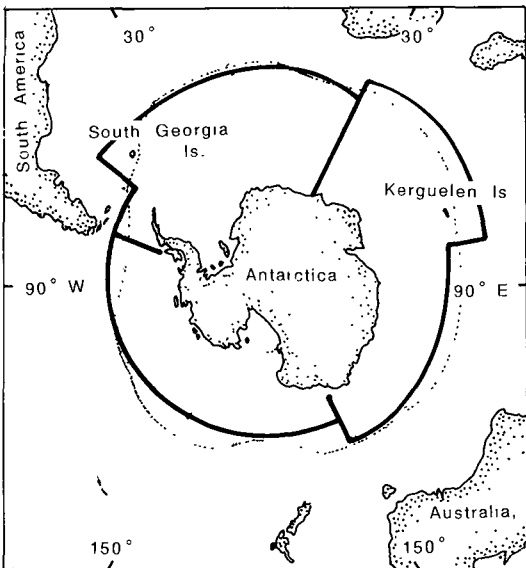 30°
30°
South America
South Georgia
Is.
Kerguelen Is
Antarctica
90° W
90° E
Australia,
150°
150°